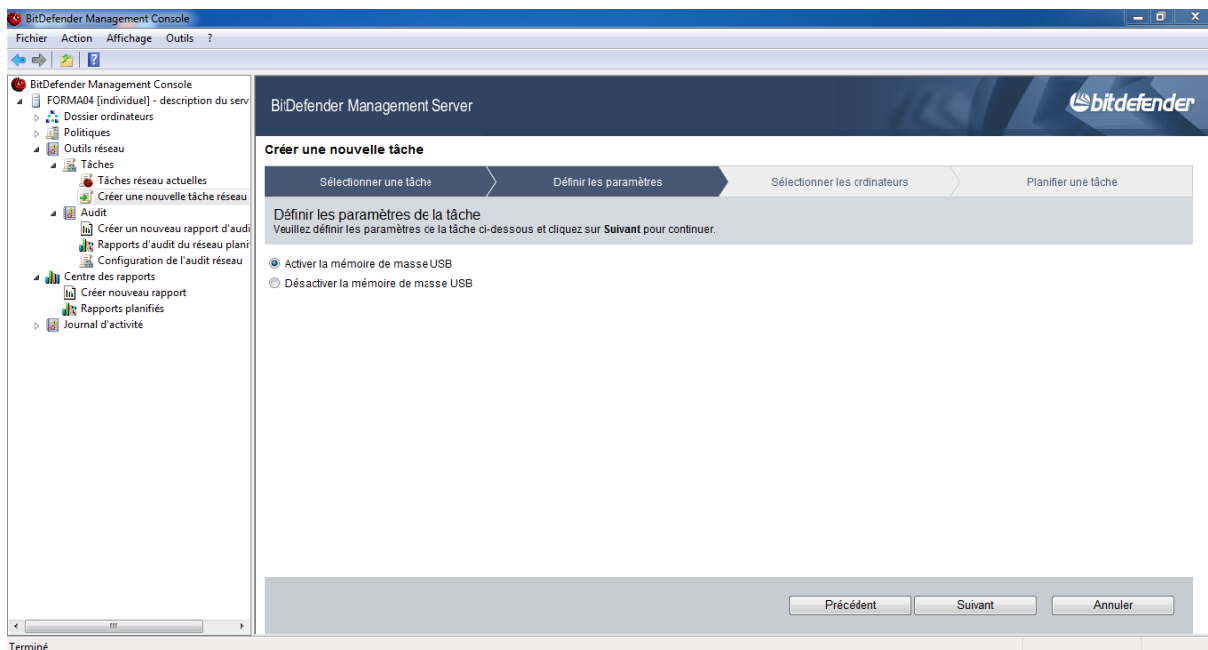 BitDefender Management Console
Fichier Action Affichage Outils ?
BitDefender Management Console
FORMA04 [individuel] - description du serv
Dossier ordinateurs
Politiques
Outils réseau
Tâches
Tâches réseau actuelles
Créer une nouvelle tâche réseau
Audit
Créer un nouveau rapport d'audi
Rapports d'audit du réseau plani
Configuration de l'audit réseau
Centre des rapports
Créer nouveau rapport
Rapports planifiés
Journal d'activité
BitDefender Management Server
bitdefender
Créer une nouvelle tâche
Sélectionner une tâche
Définir les paramètres
Sélectionner les ordinateurs
Planifier une tâche
Définir les paramètres de la tâche
Veuillez définir les paramètres de la tâche ci-dessous et cliquez sur Suivant pour continuer.
Activer la mémoire de masse USB
Désactiver la mémoire de masse USB
Précédent
Suivant
Annuler
Terminé